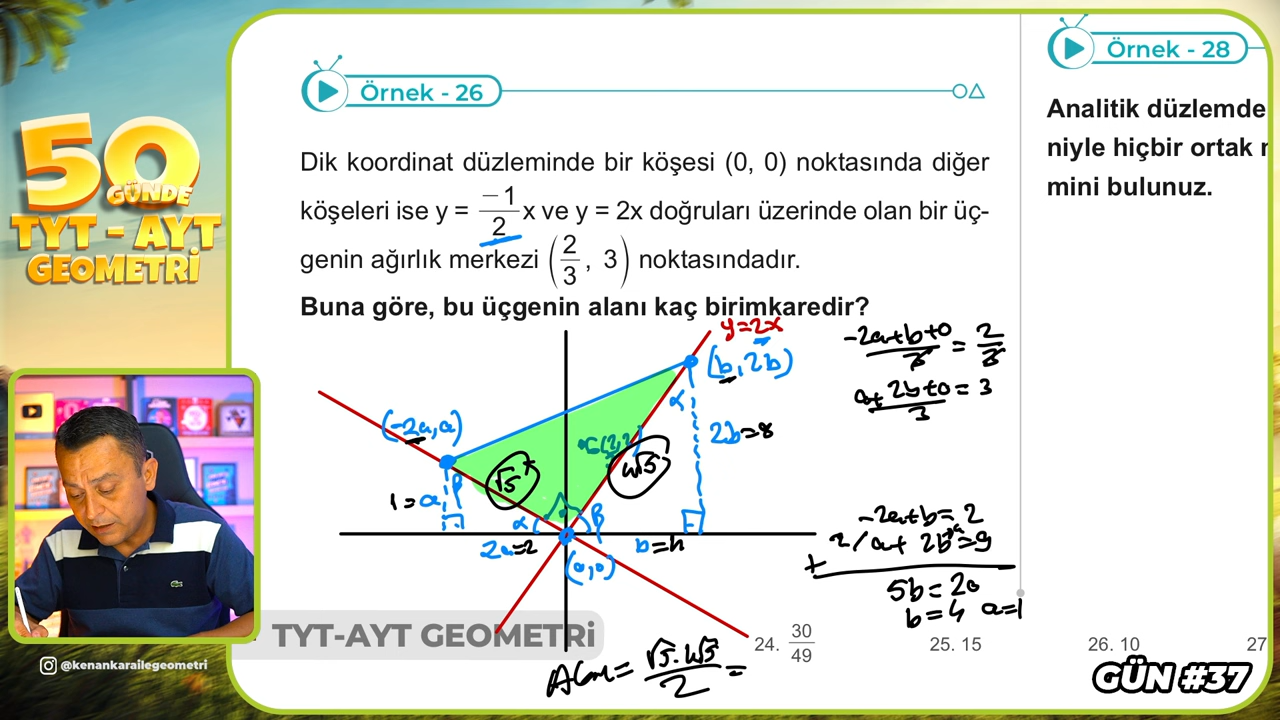 50
GÜNDE
TYT - AYT
GEOMETRİ
@kenankarailegeometri
Örnek - 26
Dik koordinat düzleminde bir köşesi (0, 0) noktasında diğer
köşeleri ise y = -1/2 x ve y = 2x doğruları üzerinde olan bir üç-
genin ağırlık merkezi (2/3, 3) noktasındadır.
Buna göre, bu üçgenin alanı kaç birimkaredir?
y=2x
(b, 2b)
(-2a, a)
α
2b=8
√5
4√5
1=a
β
α
β
2a=2
b=4
-2a+b+0/3 = 2/3
a+2b+0/3 = 3
-2a+b=2
2/a+2b=9
+
5b=20
b=4 a=1
TYT-AYT GEOMETRİ
√5.4√5/2 =
24. 30/49
25. 15
26. 10
27
Örnek - 28
Analitik düzlemde
niyle hiçbir ortak
mini bulunuz.
GÜN #37